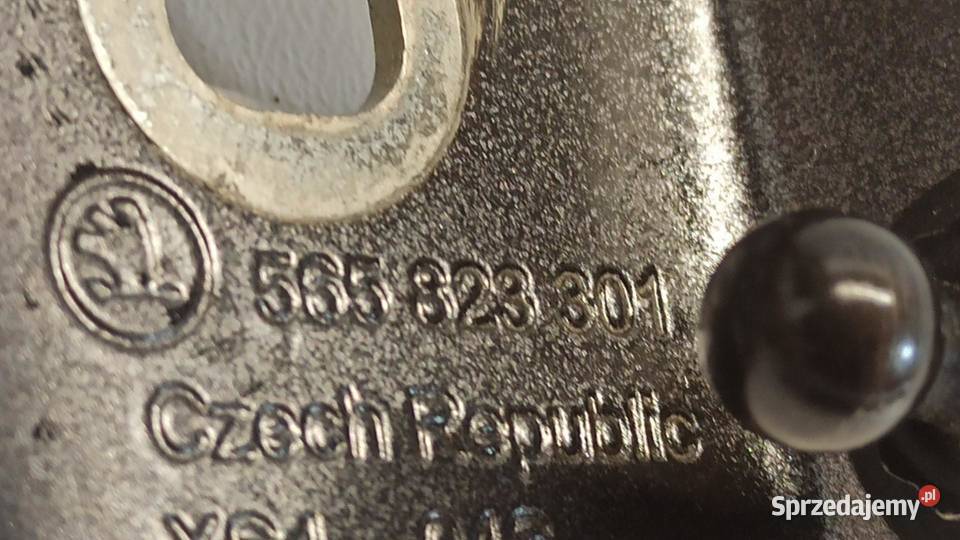 565 823 301
Czech Republic
Sprzedajemy.pl